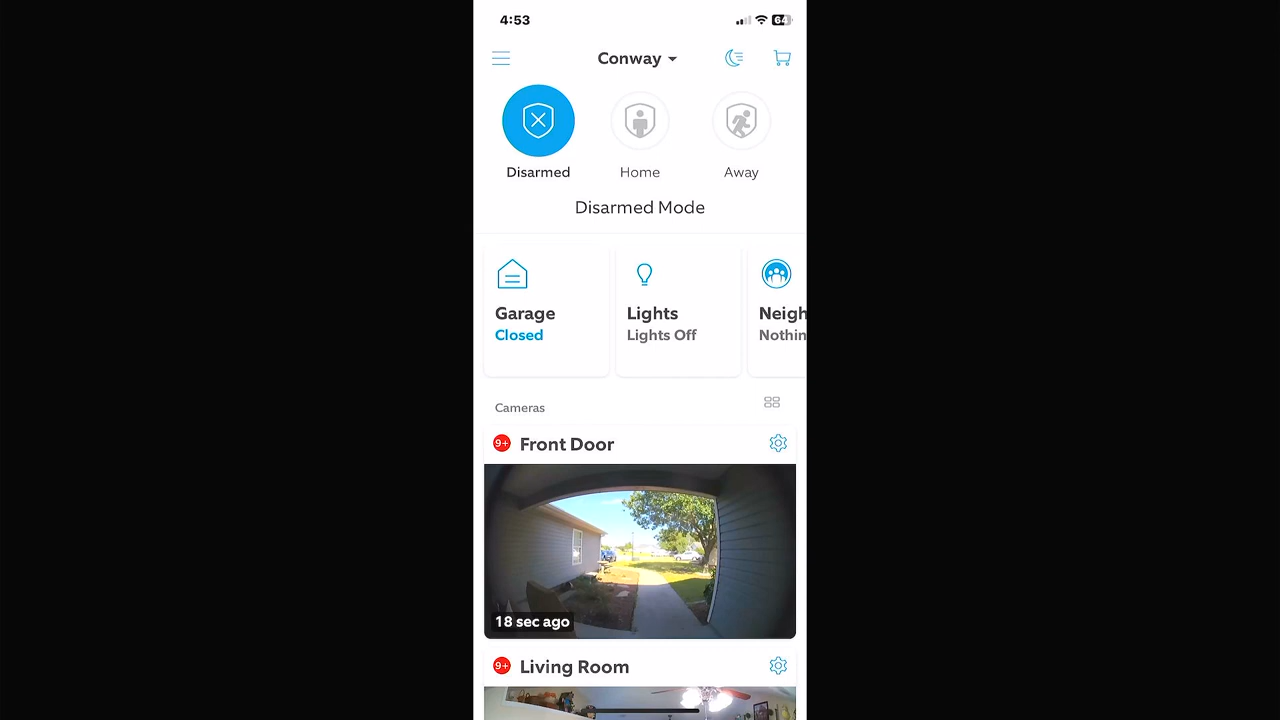 4:53
64
Conway
Disarmed
Home
Away
Disarmed Mode
Garage
Closed
Lights
Lights Off
Neigh
Nothin
Cameras
9+ Front Door
18 sec ago
9+ Living Room